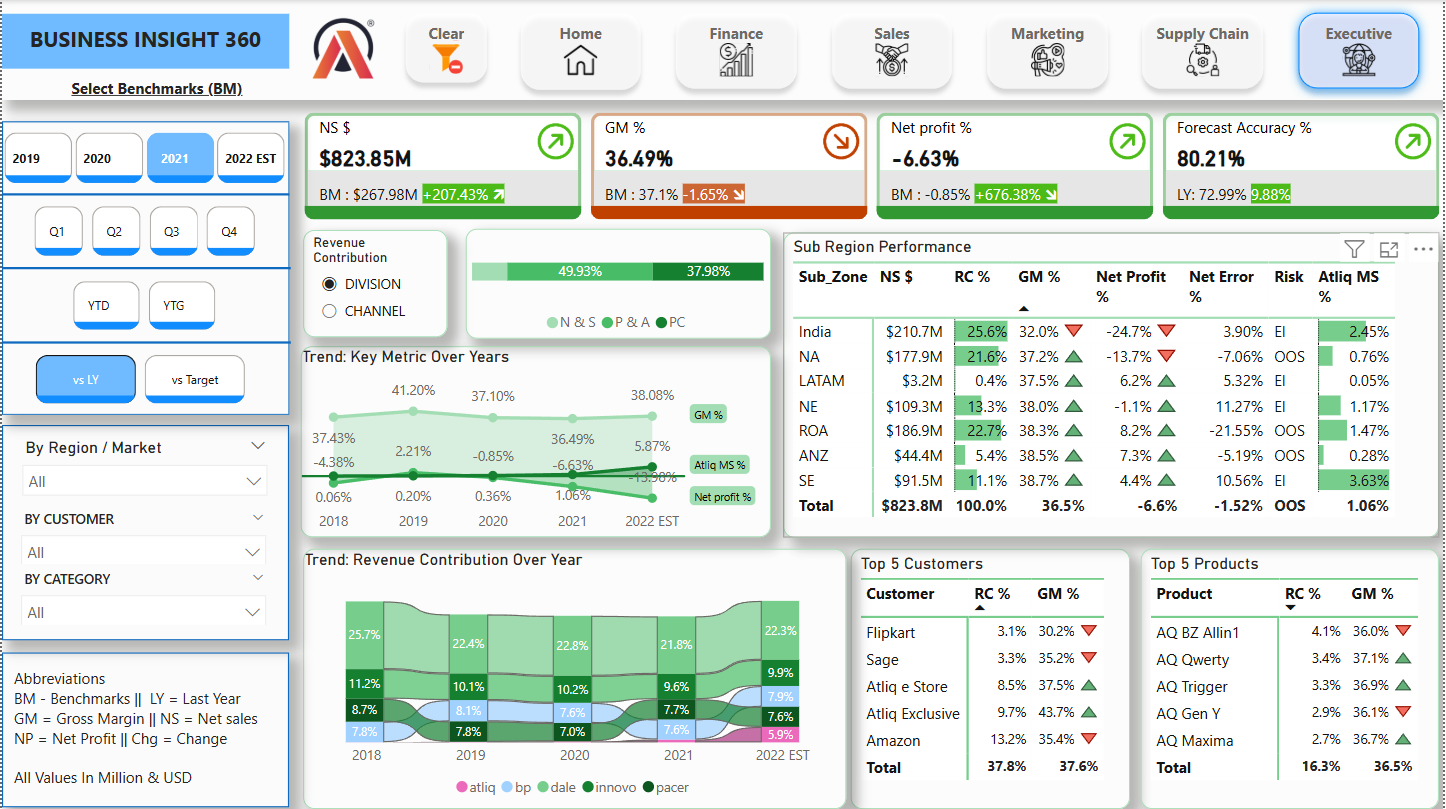 BUSINESS INSIGHT 360
Select Benchmarks (BM)
®
Clear
Home
Finance
Sales
Marketing
Supply Chain
Executive
2019
2020
2021
2022 EST
Q1
Q2
Q3
Q4
YTD
YTG
vs LY
vs Target
By Region / Market
All
BY CUSTOMER
All
BY CATEGORY
All
Abbreviations
BM - Benchmarks || LY = Last Year
GM = Gross Margin || NS = Net sales
NP = Net Profit || Chg = Change
All Values In Million & USD
NS $
$823.85M
BM : $267.98M +207.43%
GM %
36.49%
BM : 37.1% -1.65%
Net profit %
-6.63%
BM : -0.85% +676.38%
Forecast Accuracy %
80.21%
LY: 72.99% 9.88%
Revenue
Contribution
DIVISION
CHANNEL
49.93% 37.98%
N & S P & A PC
Trend: Key Metric Over Years
41.20%
37.10%
38.08%
GM %
37.43%
36.49%
2.21%
5.87%
-4.38%
-0.85%
-6.63%
Atliq MS %
-13.98%
0.06%
0.20%
0.36%
1.06%
Net profit %
2018 2019 2020 2021 2022 EST
Sub Region Performance
Sub_Zone NS $ RC % GM % Net Profit % Net Error % Risk Atliq MS %
India $210.7M 25.6% 32.0% -24.7% 3.90% EI 2.45%
NA $177.9M 21.6% 37.2% -13.7% -7.06% OOS 0.76%
LATAM $3.2M 0.4% 37.5% 6.2% 5.32% EI 0.05%
NE $109.3M 13.3% 38.0% -1.1% 11.27% EI 1.17%
ROA $186.9M 22.7% 38.3% 8.2% -21.55% OOS 1.47%
ANZ $44.4M 5.4% 38.5% 7.3% -5.19% OOS 0.28%
SE $91.5M 11.1% 38.7% 4.4% 10.56% EI 3.63%
Total $823.8M 100.0% 36.5% -6.6% -1.52% OOS 1.06%
Trend: Revenue Contribution Over Year
25.7% 22.4% 22.8% 21.8% 22.3%
11.2% 10.1% 10.2% 9.6% 9.9%
8.7% 8.1% 7.6% 7.7% 7.9%
7.8% 7.8% 7.0% 7.6% 7.6%
5.9%
2018 2019 2020 2021 2022 EST
atliq bp dale innovo pacer
Top 5 Customers
Customer RC % GM %
Flipkart 3.1% 30.2%
Sage 3.3% 35.2%
Atliq e Store 8.5% 37.5%
Atliq Exclusive 9.7% 43.7%
Amazon 13.2% 35.4%
Total 37.8% 37.6%
Top 5 Products
Product RC % GM %
AQ BZ Allin1 4.1% 36.0%
AQ Qwerty 3.4% 37.1%
AQ Trigger 3.3% 36.9%
AQ Gen Y 2.9% 36.1%
AQ Maxima 2.7% 36.7%
Total 16.3% 36.5%